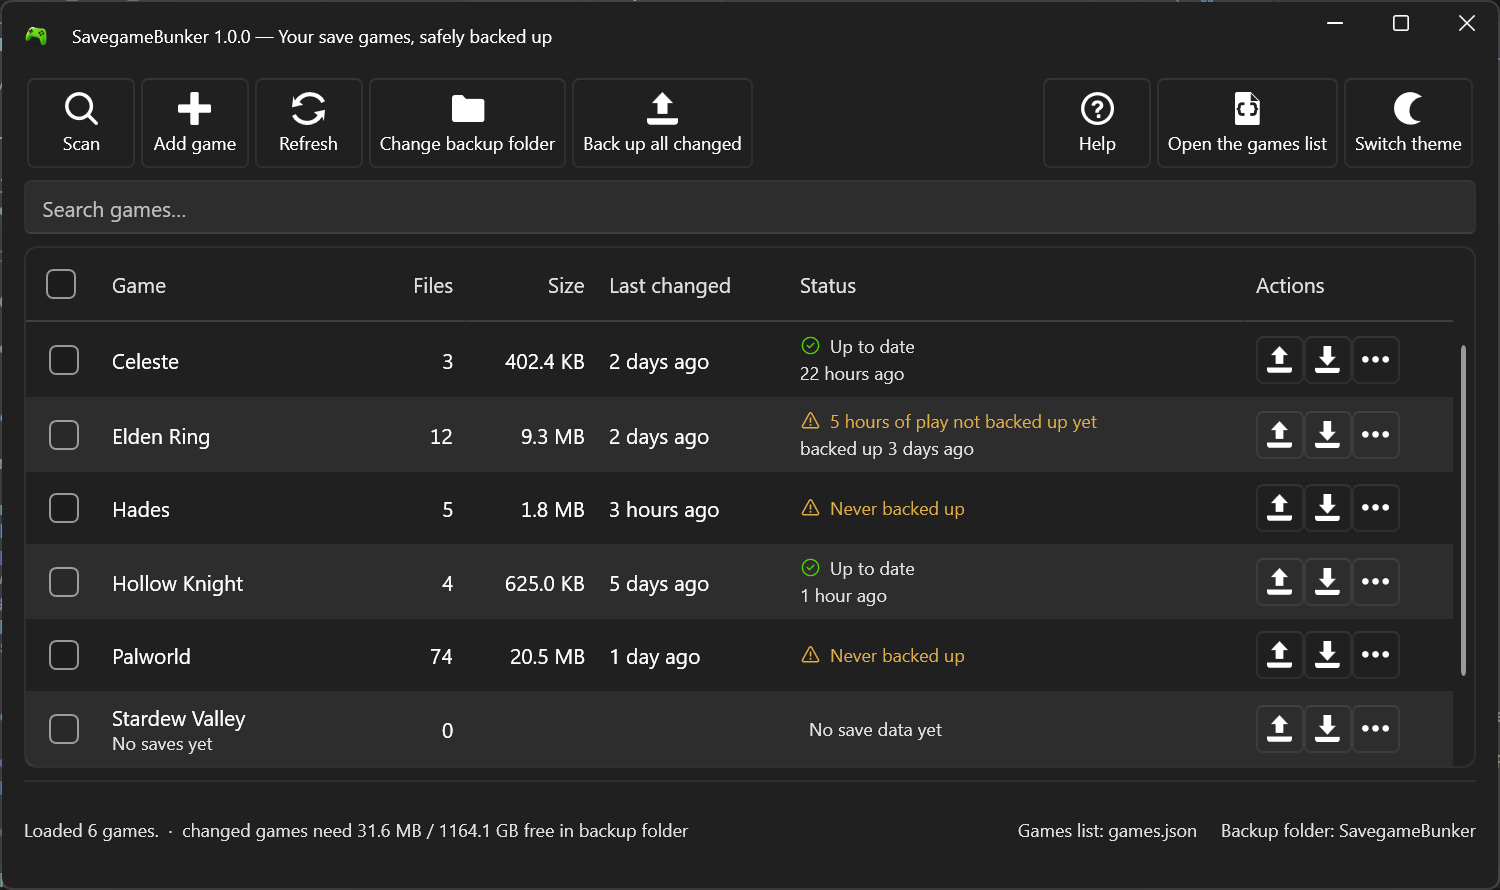 SavegameBunker 1.0.0 — Your save games, safely backed up
Scan
Add game
Refresh
Change backup folder
Back up all changed
Help
Open the games list
Switch theme
Search games...
Game Files Size Last changed Status Actions
Celeste 3 402.4 KB 2 days ago Up to date
22 hours ago
Elden Ring 12 9.3 MB 2 days ago 5 hours of play not backed up yet
backed up 3 days ago
Hades 5 1.8 MB 3 hours ago Never backed up
Hollow Knight 4 625.0 KB 5 days ago Up to date
1 hour ago
Palworld 74 20.5 MB 1 day ago Never backed up
Stardew Valley 0 No save data yet
No saves yet
Loaded 6 games. · changed games need 31.6 MB / 1164.1 GB free in backup folder
Games list: games.json Backup folder: SavegameBunker